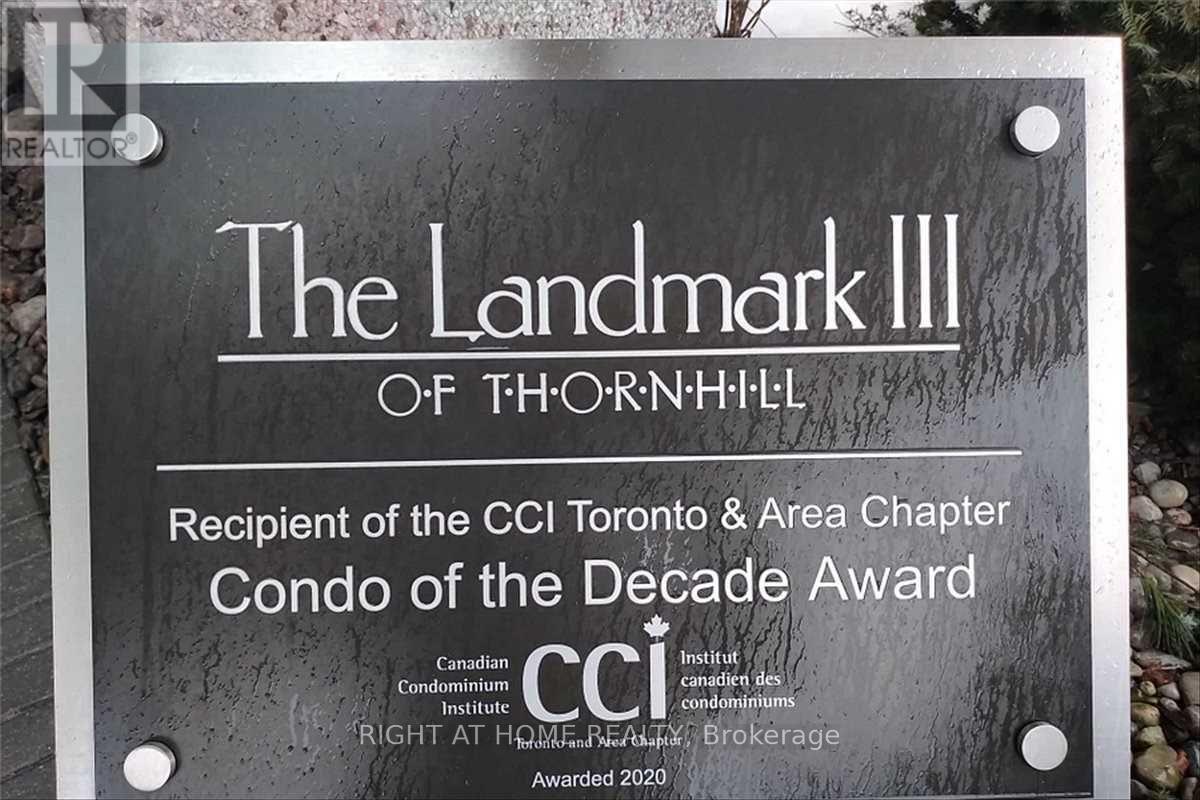 R
REALTOR®
The Landmark III
OF T·H·O·R·N·H·I·L·L
Recipient of the CCI Toronto & Area Chapter
Condo of the Decade Award
Canadian
Condominium
Institute
CCI
Institut
canadien des
condominiums
Toronto and Area Chapter
RIGHT AT HOME REALTY, Brokerage
Awarded 2020